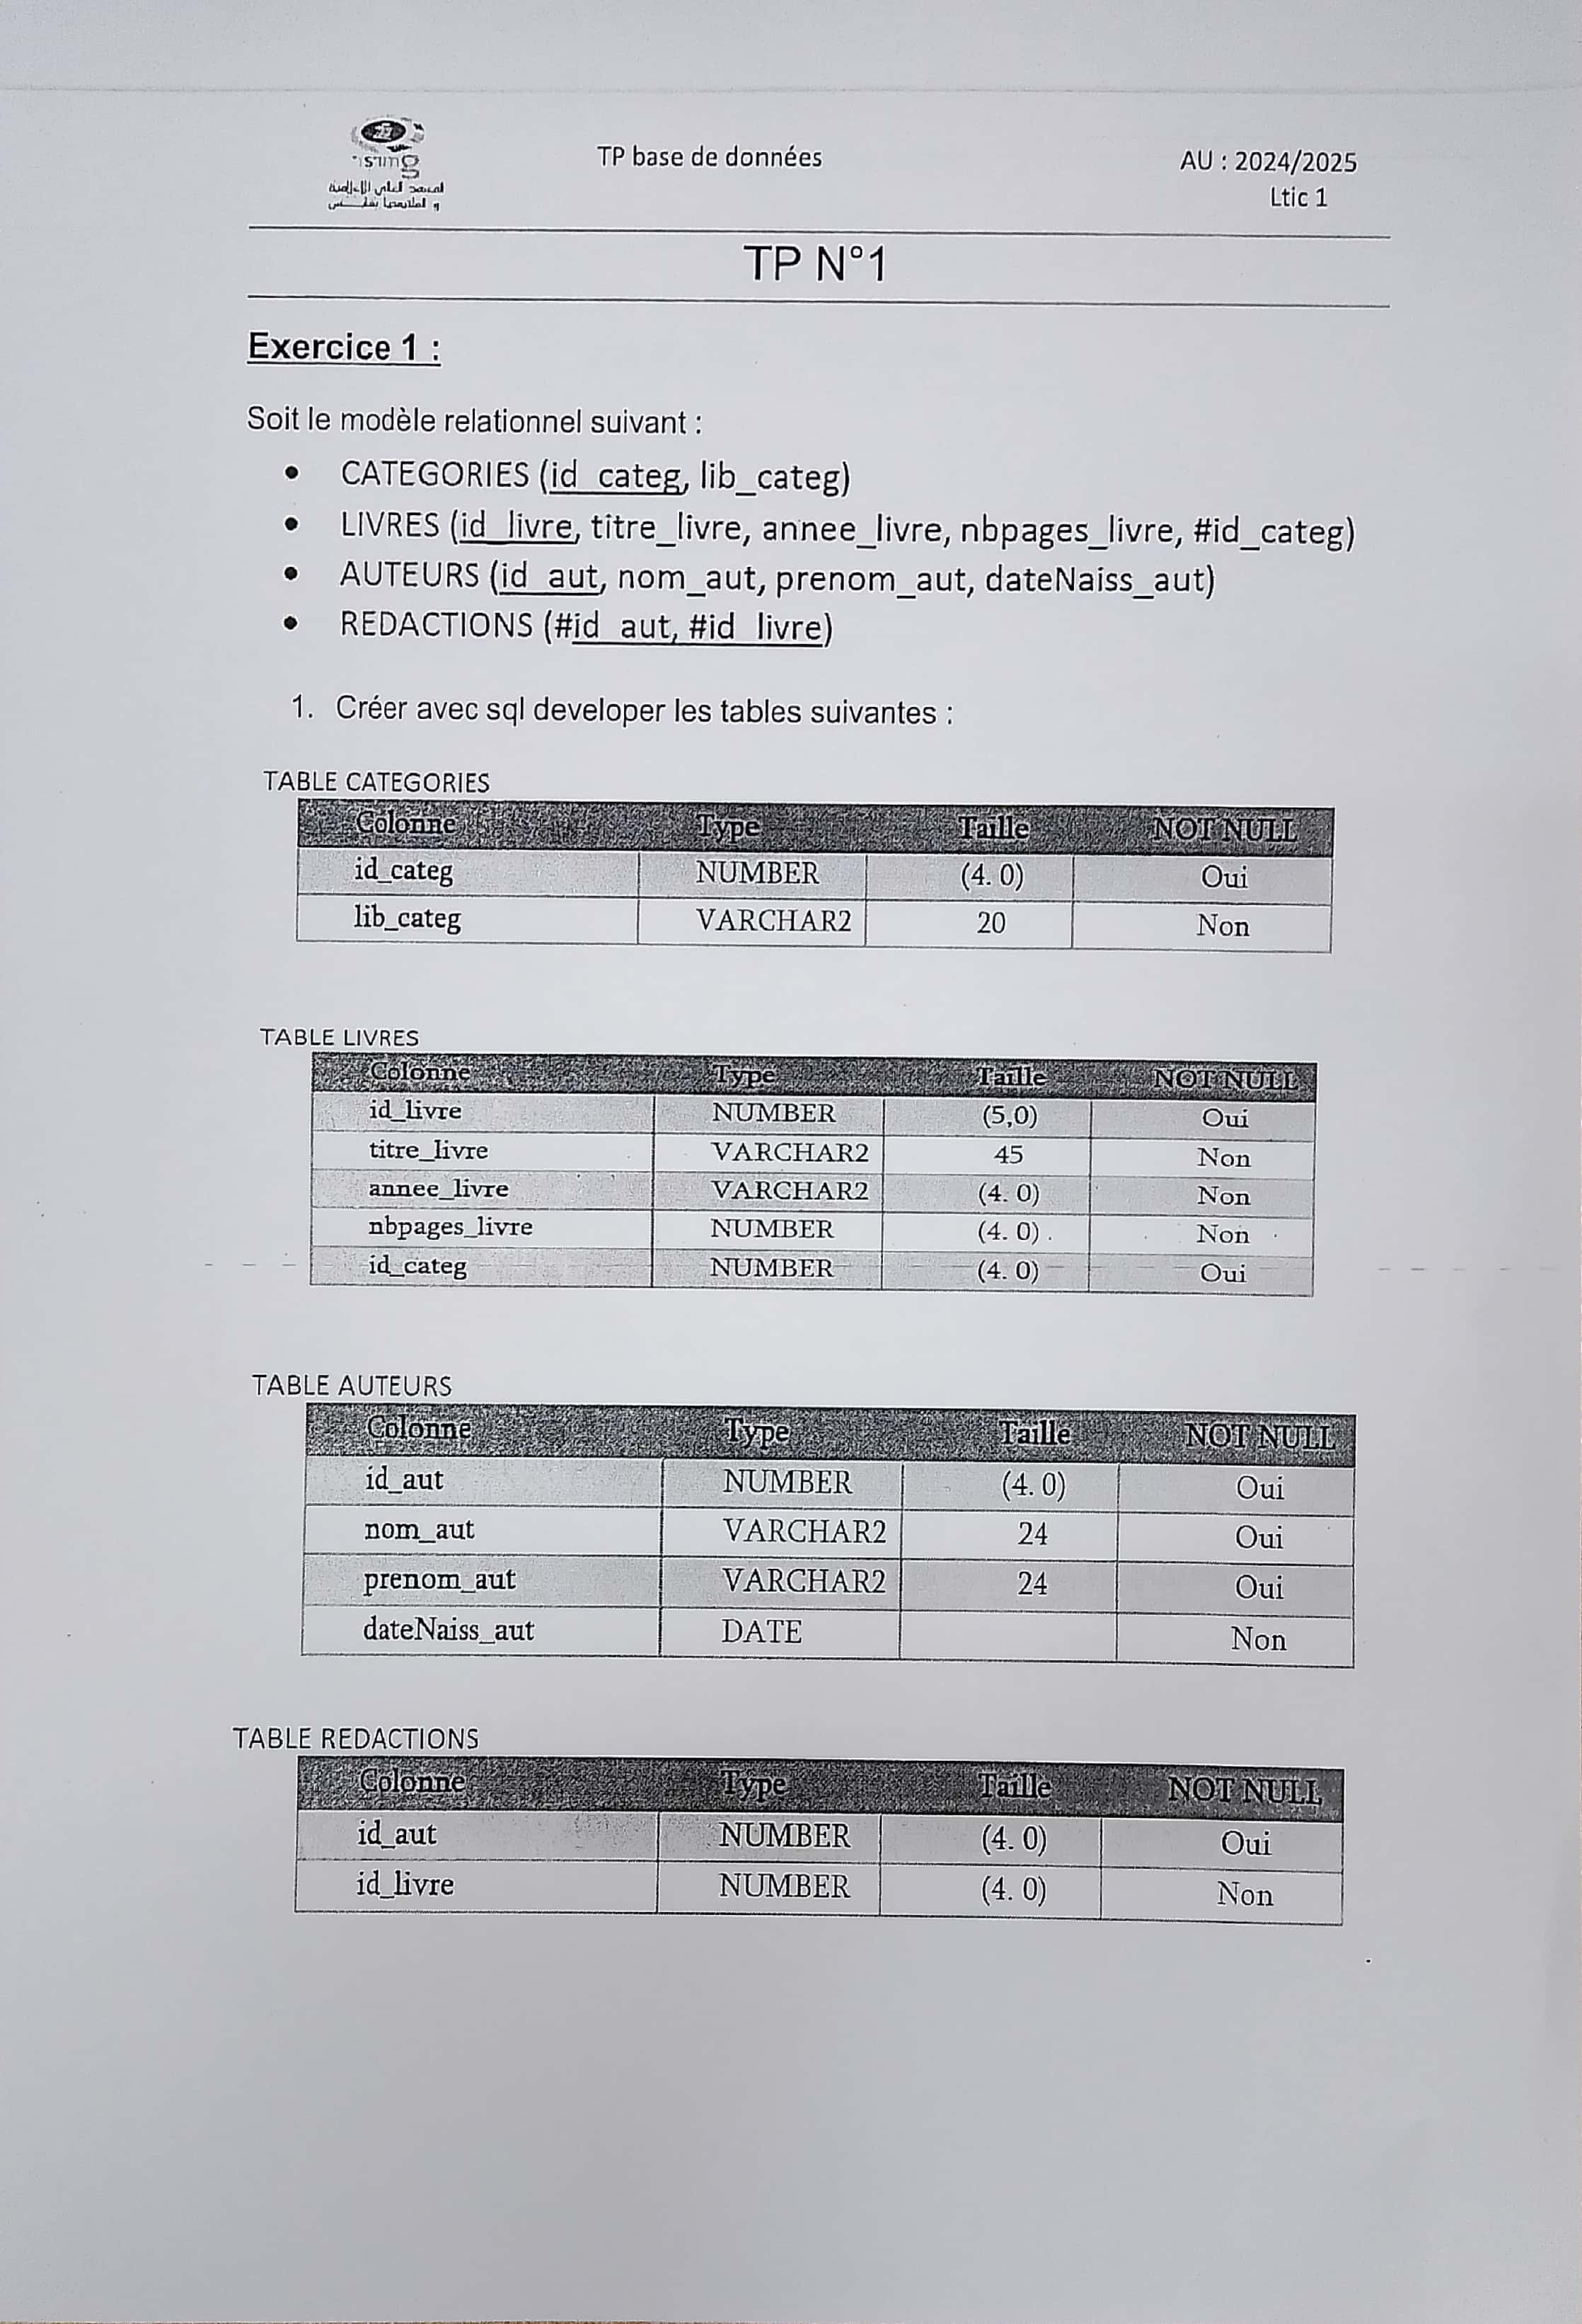 isimg
TP base de données
AU : 2024/2025
Ltic 1
TP N°1
Exercice 1 :
Soit le modèle relationnel suivant :
• CATEGORIES (id_categ, lib_categ)
• LIVRES (id_livre, titre_livre, annee_livre, nbpages_livre, #id_categ)
• AUTEURS (id_aut, nom_aut, prenom_aut, dateNaiss_aut)
• REDACTIONS (#id_aut, #id_livre)
1. Créer avec sql developer les tables suivantes :
TABLE CATEGORIES
Colonne Type Taille NOT NULL
id_categ NUMBER (4. 0) Oui
lib_categ VARCHAR2 20 Non
TABLE LIVRES
Colonne Type Taille NOT NULL
id_livre NUMBER (5,0) Oui
titre_livre VARCHAR2 45 Non
annee_livre VARCHAR2 (4. 0) Non
nbpages_livre NUMBER (4. 0) Non
id_categ NUMBER (4. 0) Oui
TABLE AUTEURS
Colonne Type Taille NOT NULL
id_aut NUMBER (4. 0) Oui
nom_aut VARCHAR2 24 Oui
prenom_aut VARCHAR2 24 Oui
dateNaiss_aut DATE Non
TABLE REDACTIONS
Colonne Type Taille NOT NULL
id_aut NUMBER (4. 0) Oui
id_livre NUMBER (4. 0) Non